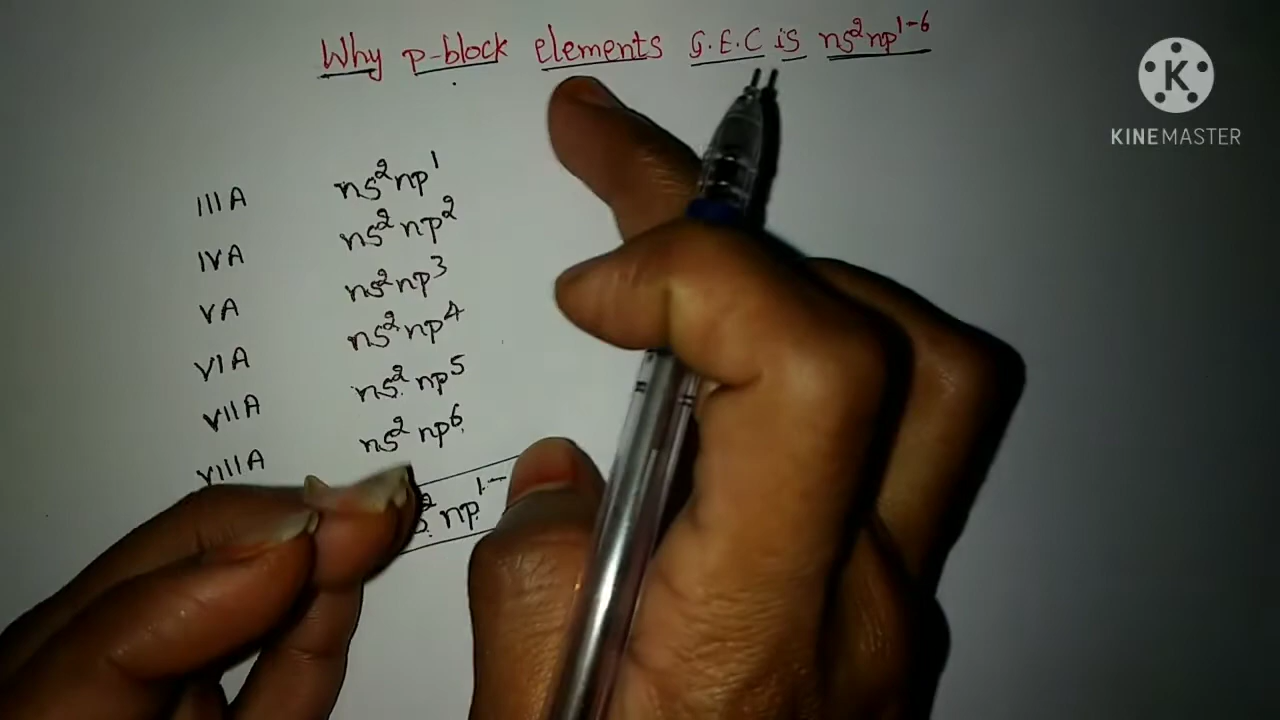 Why p-block elements G.E.C is ns²np¹⁻⁶
K
KINEMASTER
IIIA ns²np¹
IVA ns²np²
VA ns²np³
VIA ns²np⁴
VIIA ns²np⁵
VIIIA ns²np⁶
s²np¹⁻